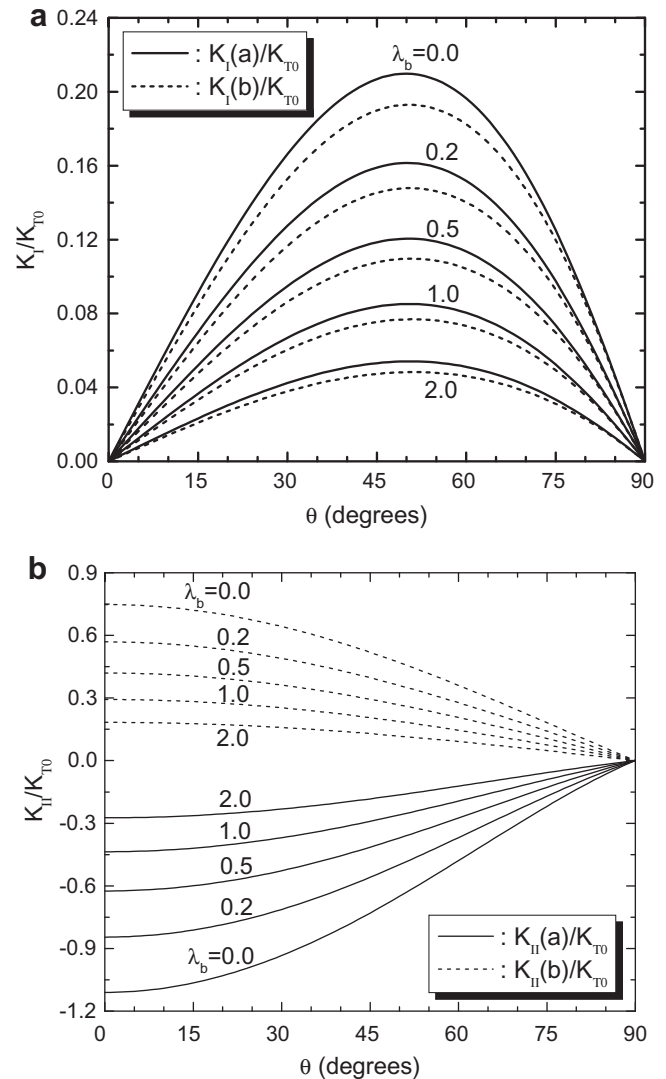 a
0.24
0.20
0.16
0.12
0.08
0.04
0.00
K_I/K_T0
: K_I(a)/K_T0
: K_I(b)/K_T0
λ_b=0.0
0.2
0.5
1.0
2.0
0 15 30 45 60 75 90
θ (degrees)
b
0.9
0.6
0.3
0.0
-0.3
-0.6
-0.9
-1.2
K_II/K_T0
λ_b=0.0
0.2
0.5
1.0
2.0
2.0
1.0
0.5
0.2
λ_b=0.0
: K_II(a)/K_T0
: K_II(b)/K_T0
0 15 30 45 60 75 90
θ (degrees)